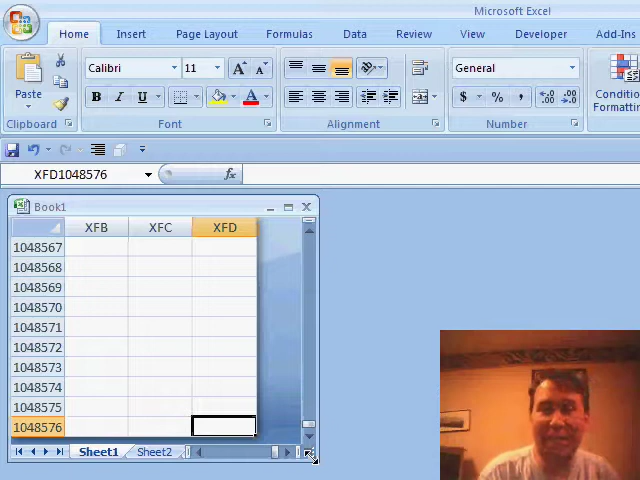 Microsoft Excel
Home Insert Page Layout Formulas Data Review View Developer Add-Ins
Paste
Calibri 11 A A
General
B I U A
$ % , .00
Conditio
Formatting
Clipboard Font Alignment Number
XFD1048576 fx
Book1
XFB XFC XFD
1048567
1048568
1048569
1048570
1048571
1048572
1048573
1048574
1048575
1048576
Sheet1 Sheet2